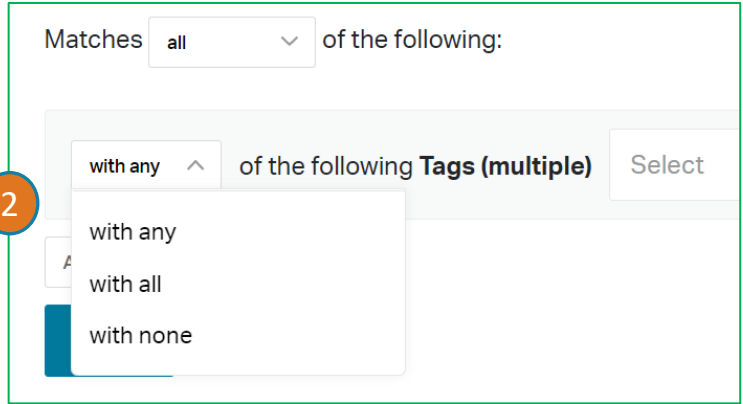 Matches all of the following:
with any of the following Tags (multiple) Select
2
with any
with all
with none